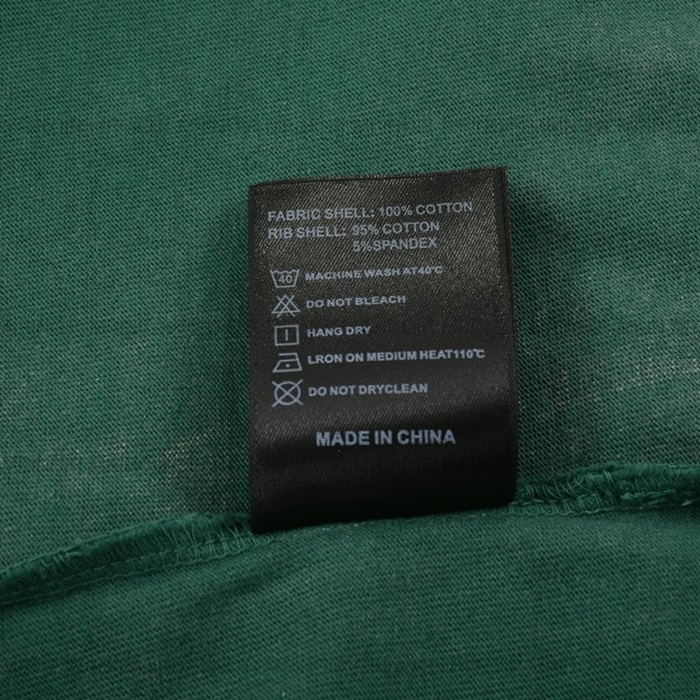 FABRIC SHELL: 100% COTTON
RIB SHELL: 95% COTTON
5%SPANDEX
40 MACHINE WASH AT40℃
DO NOT BLEACH
HANG DRY
LRON ON MEDIUM HEAT110℃
DO NOT DRYCLEAN
MADE IN CHINA